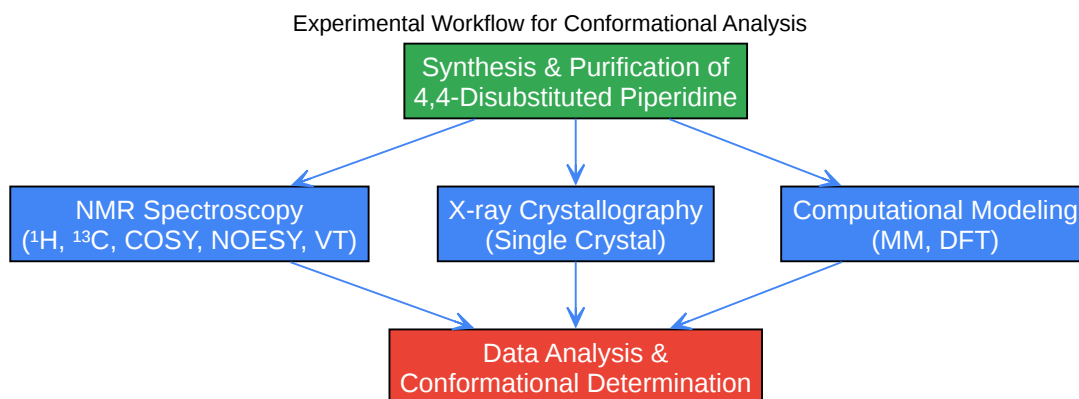 Experimental Workflow for Conformational Analysis
Synthesis & Purification of
4,4-Disubstituted Piperidine
NMR Spectroscopy
(¹H, ¹³C, COSY, NOESY, VT)
X-ray Crystallography
(Single Crystal)
Computational Modeling
(MM, DFT)
Data Analysis &
Conformational Determination